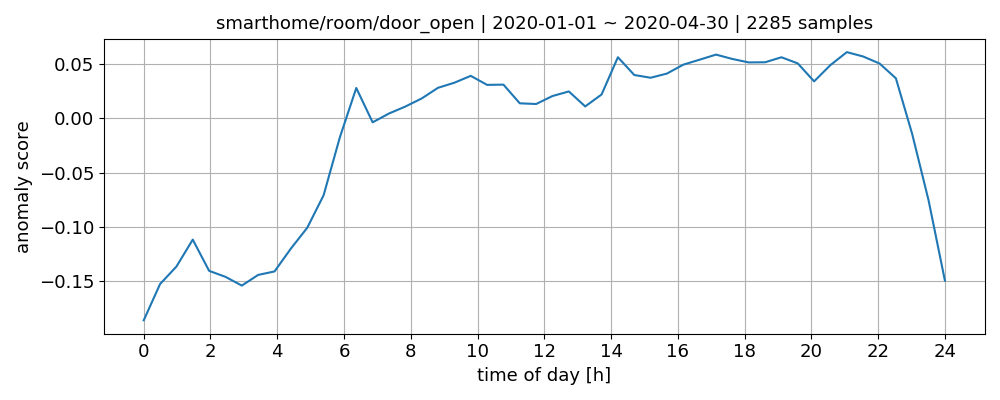 smarthome/room/door_open | 2020-01-01 ~ 2020-04-30 | 2285 samples
anomaly score
0.05
0.00
−0.05
−0.10
−0.15
0 2 4 6 8 10 12 14 16 18 20 22 24
time of day [h]